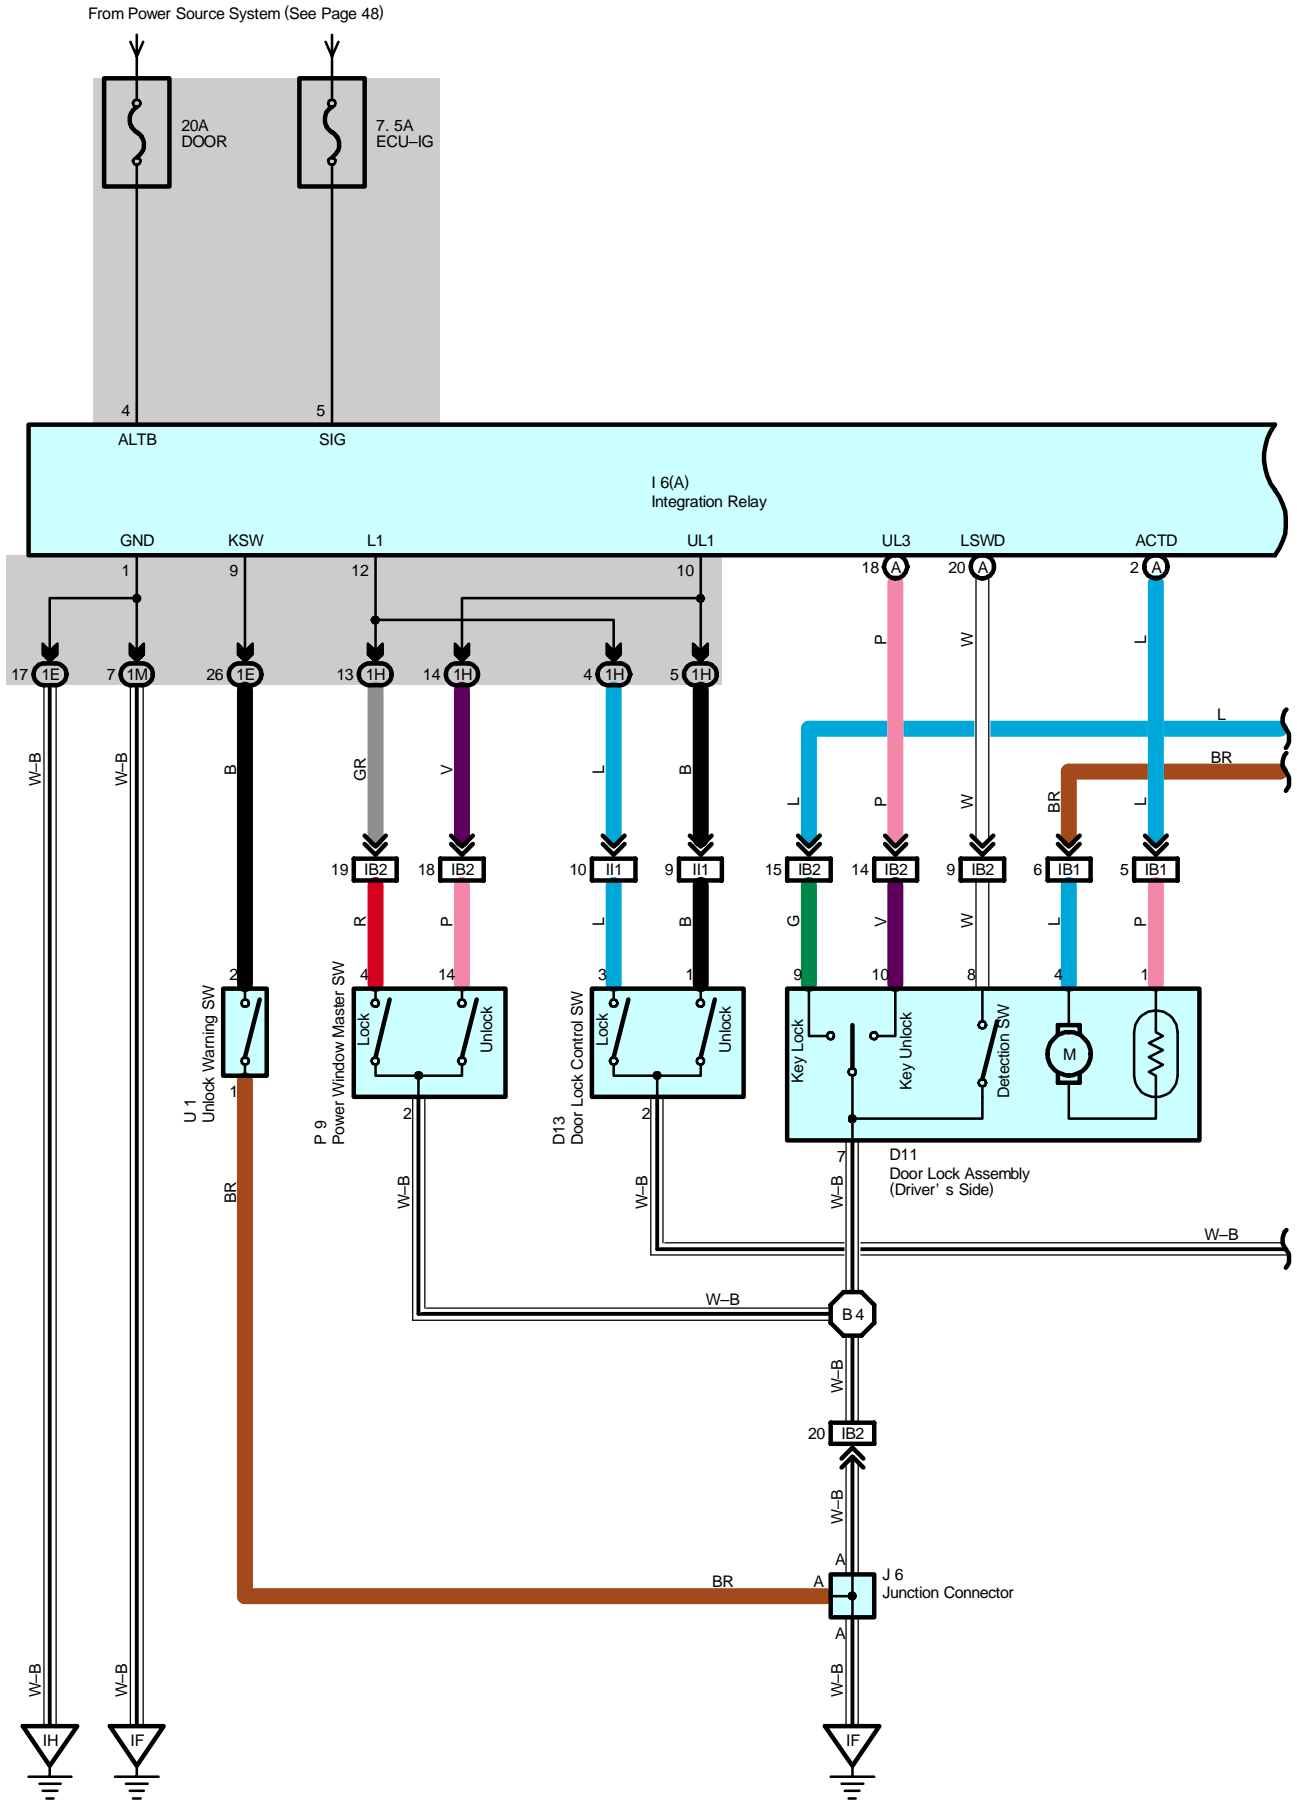 From Power Source System (See Page 48)
20A
DOOR
7. 5A
ECU–IG
4
5
ALTB
SIG
I 6(A)
Integration Relay
GND
KSW
L1
UL1
UL3
LSWD
ACTD
1
9
12
10
18 A
20 A
2 A
17 1E
7 1M
26 1E
13 1H
14 1H
4 1H
5 1H
P
W
L
L
BR
W–B
W–B
B
GR
V
L
B
L
P
W
BR
L
19 IB2
18 IB2
10 II1
9 II1
15 IB2
14 IB2
9 IB2
6 IB1
5 IB1
R
P
L
B
G
V
W
L
P
2
4
14
3
1
9
10
8
4
1
U 1
Unlock Warning SW
1
P 9
Power Window Master SW
Lock
Unlock
2
D13
Door Lock Control SW
Lock
Unlock
2
Key Lock
Key Unlock
Detection SW
M
7
D11
Door Lock Assembly
(Driver' s Side)
BR
W–B
W–B
W–B
W–B
W–B
B 4
W–B
20 IB2
W–B
A
J 6
Junction Connector
BR
A
A
W–B
W–B
W–B
IH
IF
IF